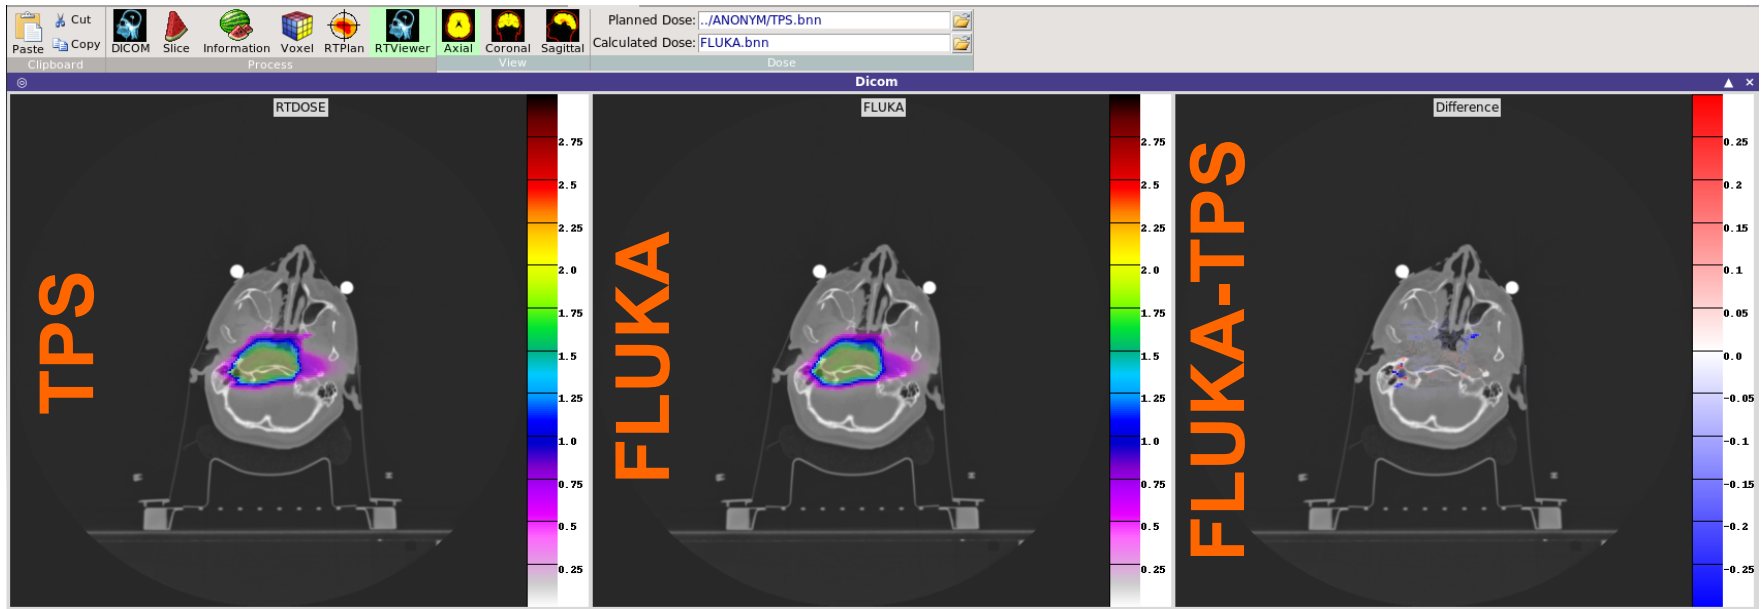 Paste
Cut
Copy
Clipboard
DICOM
Slice
Information
Voxel
RTPlan
RTViewer
Process
Axial
Coronal
Sagittal
View
Planned Dose: ../ANONYM/TPS.bnn
Calculated Dose: FLUKA.bnn
Dose
Dicom
RTDOSE
TPS
2.75
2.5
2.25
2.0
1.75
1.5
1.25
1.0
0.75
0.5
0.25
FLUKA
FLUKA
2.75
2.5
2.25
2.0
1.75
1.5
1.25
1.0
0.75
0.5
0.25
Difference
FLUKA-TPS
0.25
0.2
0.15
0.1
0.05
0.0
-0.05
-0.1
-0.15
-0.2
-0.25